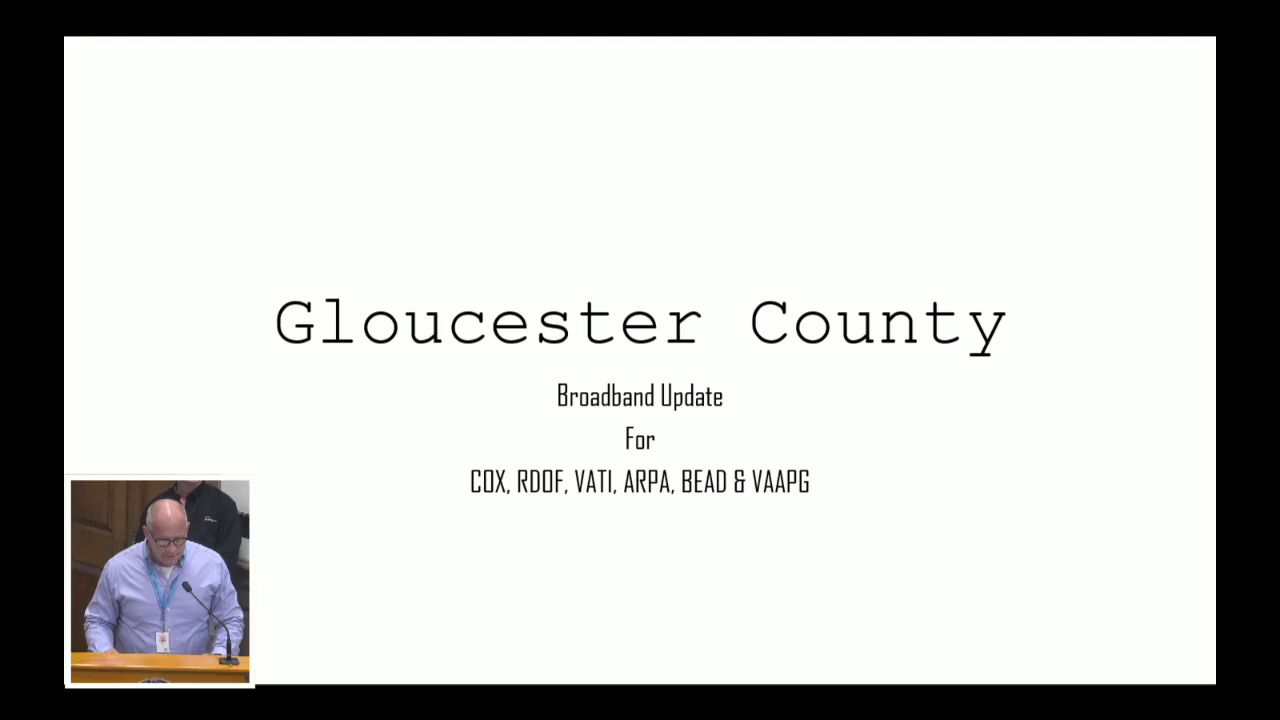 Gloucester County
Broadband Update
For
COX, RDOF, VATI, ARPA, BEAD & VAAPG